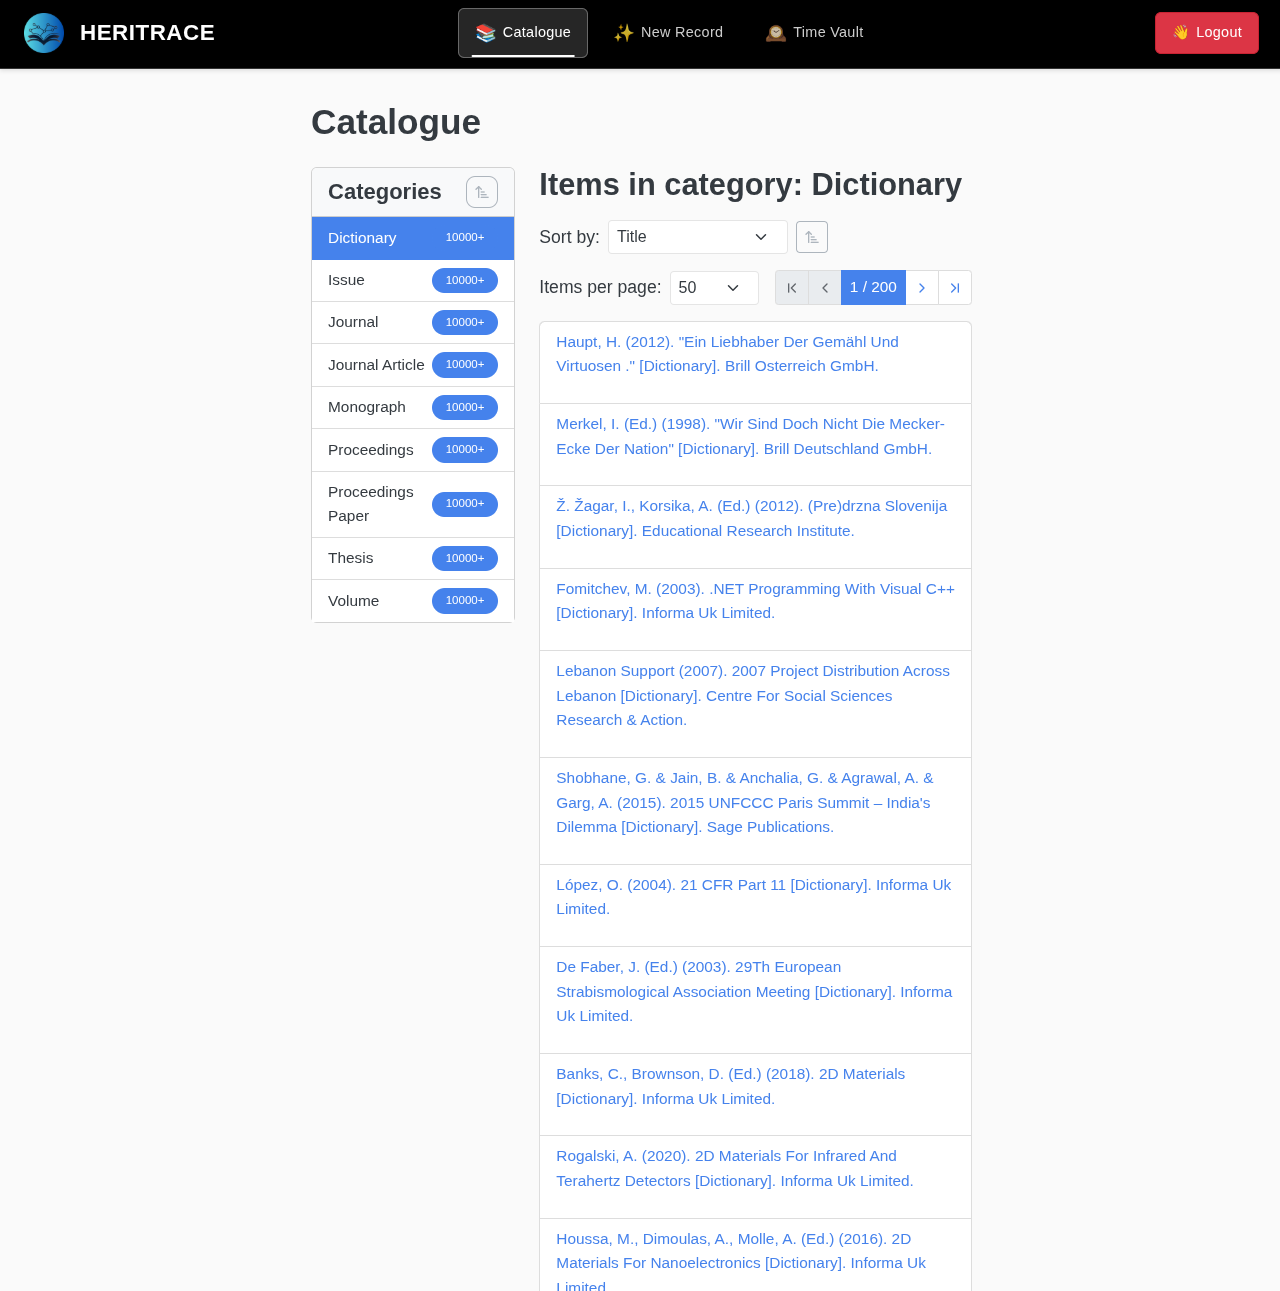 HERITRACE
📚 Catalogue
✨ New Record
🕰️ Time Vault
👋 Logout
Catalogue
Categories
Dictionary 10000+
Issue 10000+
Journal 10000+
Journal Article 10000+
Monograph 10000+
Proceedings 10000+
Proceedings
Paper 10000+
Thesis 10000+
Volume 10000+
Items in category: Dictionary
Sort by: Title
Items per page: 50
1 / 200
Haupt, H. (2012). "Ein Liebhaber Der Gemähl Und
Virtuosen ." [Dictionary]. Brill Osterreich GmbH.
Merkel, I. (Ed.) (1998). "Wir Sind Doch Nicht Die Mecker-
Ecke Der Nation" [Dictionary]. Brill Deutschland GmbH.
Ž. Žagar, I., Korsika, A. (Ed.) (2012). (Pre)drzna Slovenija
[Dictionary]. Educational Research Institute.
Fomitchev, M. (2003). .NET Programming With Visual C++
[Dictionary]. Informa Uk Limited.
Lebanon Support (2007). 2007 Project Distribution Across
Lebanon [Dictionary]. Centre For Social Sciences
Research & Action.
Shobhane, G. & Jain, B. & Anchalia, G. & Agrawal, A. &
Garg, A. (2015). 2015 UNFCCC Paris Summit – India's
Dilemma [Dictionary]. Sage Publications.
López, O. (2004). 21 CFR Part 11 [Dictionary]. Informa Uk
Limited.
De Faber, J. (Ed.) (2003). 29Th European
Strabismological Association Meeting [Dictionary]. Informa
Uk Limited.
Banks, C., Brownson, D. (Ed.) (2018). 2D Materials
[Dictionary]. Informa Uk Limited.
Rogalski, A. (2020). 2D Materials For Infrared And
Terahertz Detectors [Dictionary]. Informa Uk Limited.
Houssa, M., Dimoulas, A., Molle, A. (Ed.) (2016). 2D
Materials For Nanoelectronics [Dictionary]. Informa Uk
Limited.